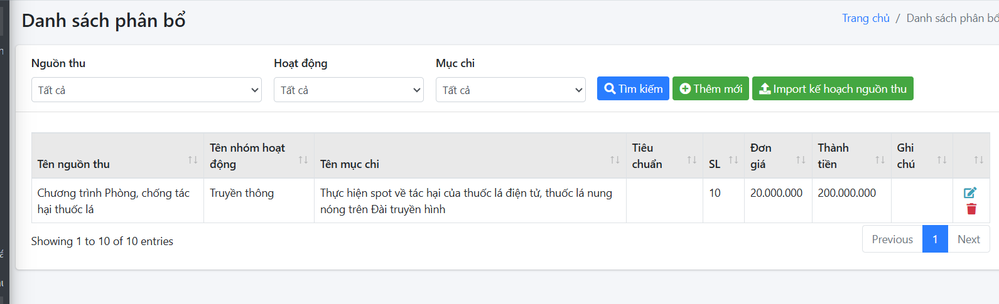 Danh sách phân bổ
Trang chủ / Danh sách phân bổ
Nguồn thu
Hoạt động
Mục chi
Tất cả
Tất cả
Tất cả
Tìm kiếm
Thêm mới
Import kế hoạch nguồn thu
Tên nguồn thu
Tên nhóm hoạt
động
Tên mục chi
Tiêu
chuẩn
SL
Đơn
giá
Thành
tiền
Ghi
chú
Chương trình Phòng, chống tác
hại thuốc lá
Truyền thông
Thực hiện spot về tác hại của thuốc lá điện tử, thuốc lá nung
nóng trên Đài truyền hình
10
20.000.000
200.000.000
Showing 1 to 10 of 10 entries
Previous
1
Next